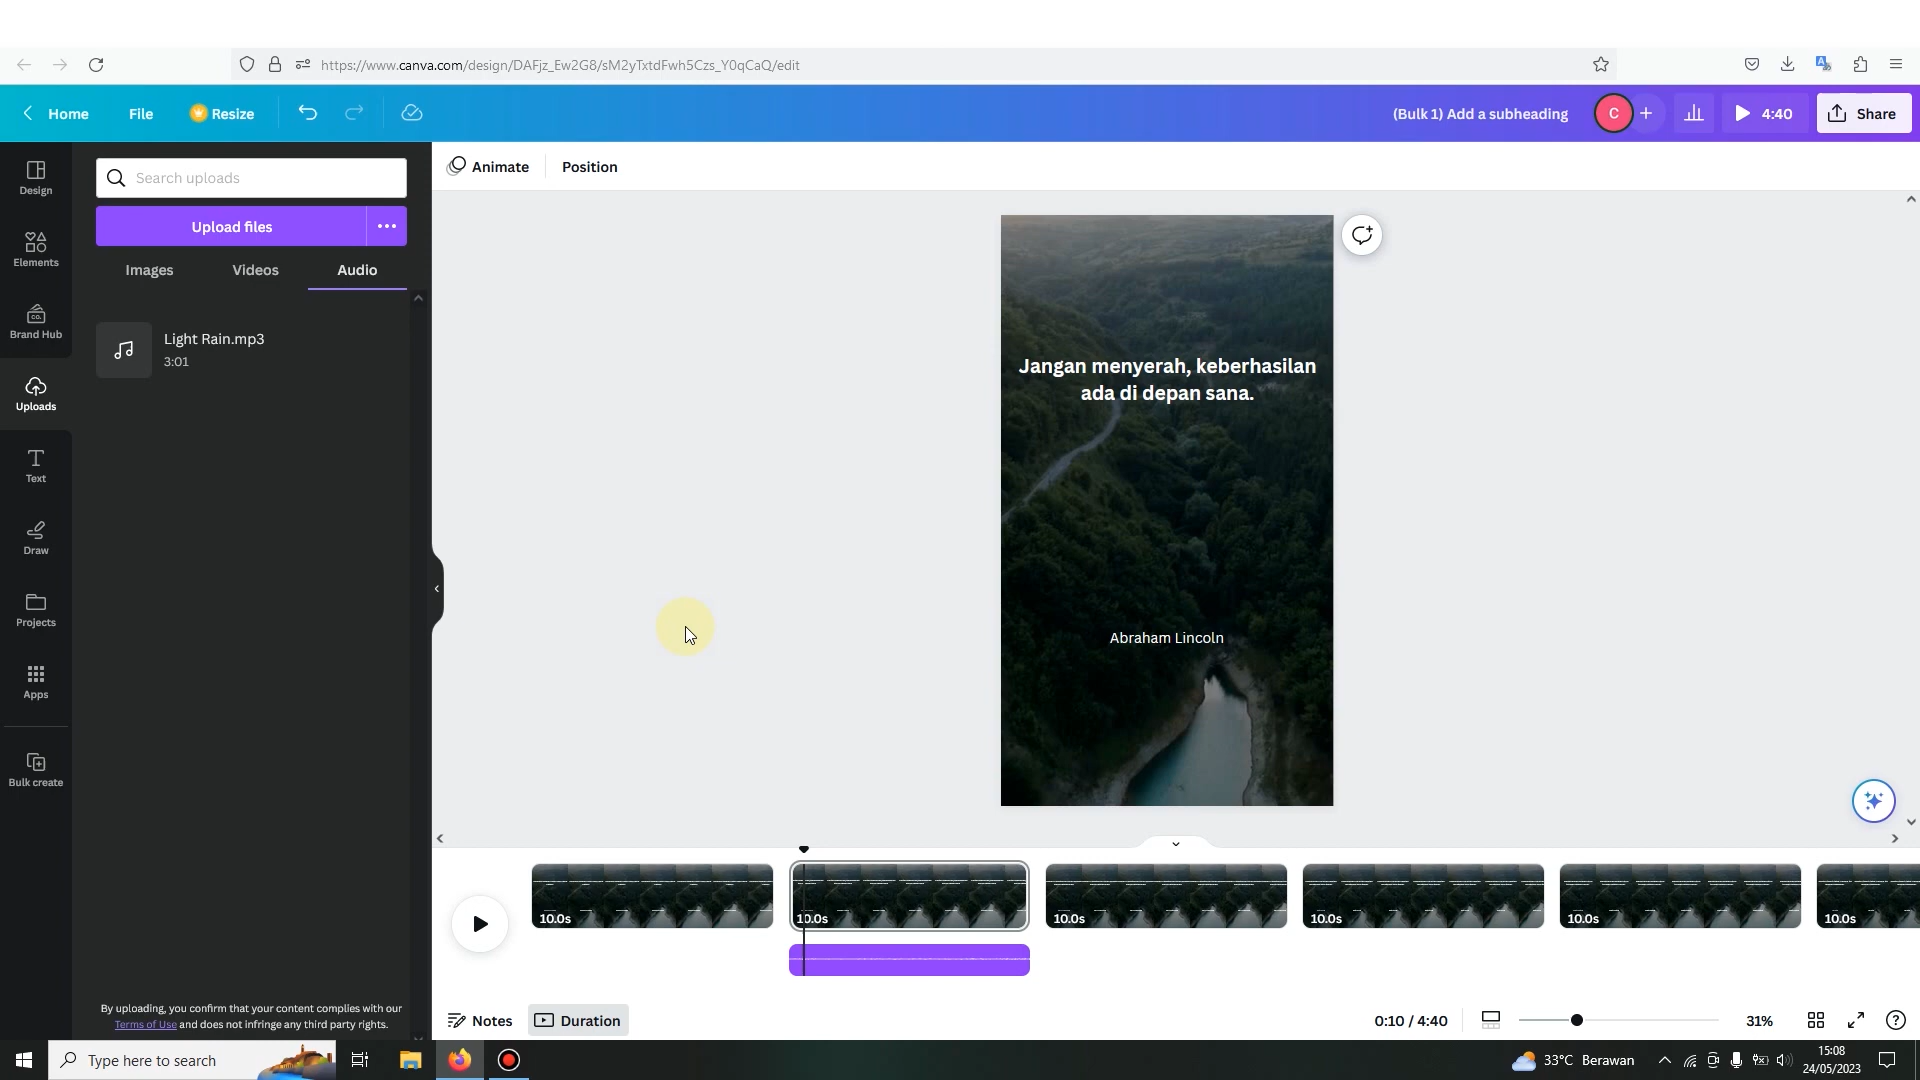 https://www.canva.com/design/DAFjz_Ew2G8/sM2yTxtdFwh5Czs_Y0qCaQ/edit
Home
File
Resize
(Bulk 1) Add a subheading
C
4:40
Share
Design
Elements
Brand Hub
Uploads
Text
Draw
Projects
Apps
Bulk create
Search uploads
Upload files
Images
Videos
Audio
Light Rain.mp3
3:01
By uploading, you confirm that your content complies with our
Terms of Use and does not infringe any third party rights.
Animate
Position
Jangan menyerah, keberhasilan
ada di depan sana.
Abraham Lincoln
10.0s
10.0s
10.0s
10.0s
10.0s
10.0s
Notes
Duration
0:10 / 4:40
31%
Type here to search
33°C Berawan
15:08
24/05/2023